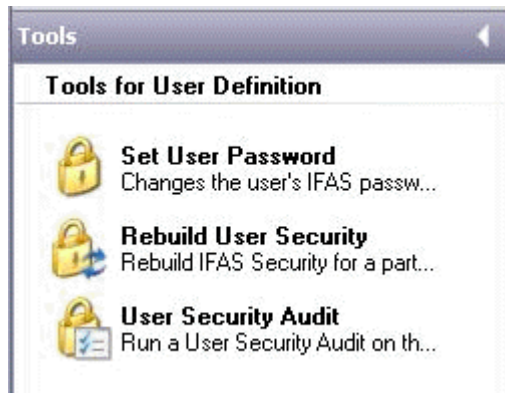 Tools
Tools for User Definition
Set User Password
Changes the user's IFAS passw...
Rebuild User Security
Rebuild IFAS Security for a part...
User Security Audit
Run a User Security Audit on th...